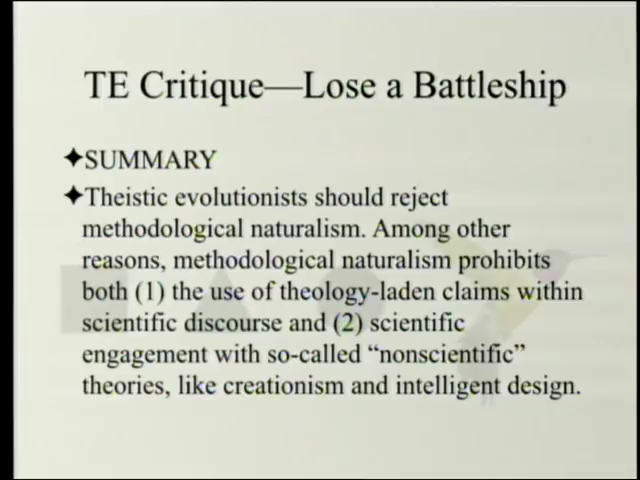 TE Critique—Lose a Battleship
✦SUMMARY
✦Theistic evolutionists should reject
methodological naturalism. Among other
reasons, methodological naturalism prohibits
both (1) the use of theology-laden claims within
scientific discourse and (2) scientific
engagement with so-called “nonscientific”
theories, like creationism and intelligent design.